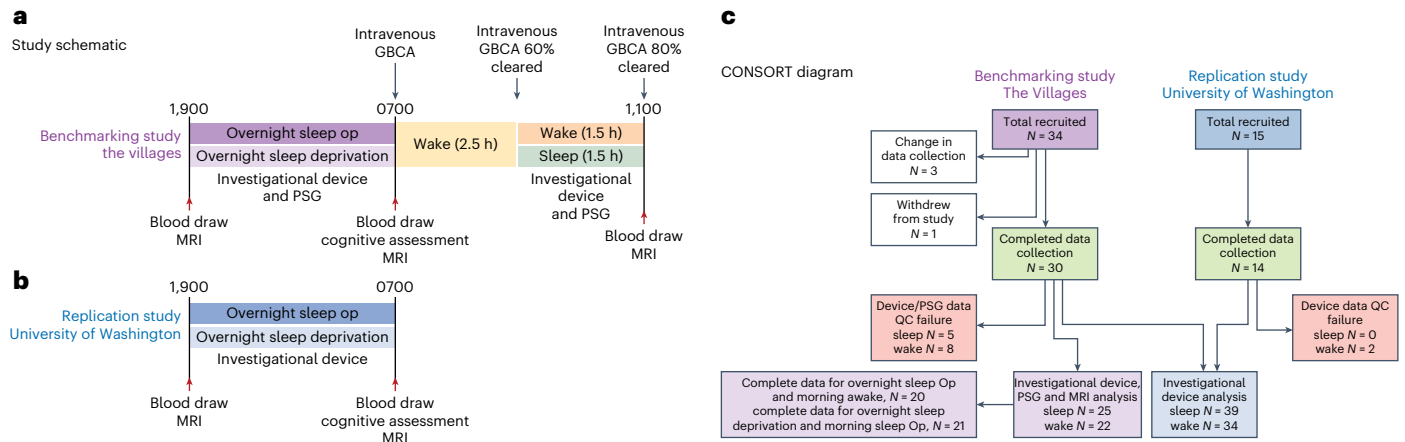 a
Study schematic
Intravenous
GBCA
Intravenous
GBCA 60%
cleared
Intravenous
GBCA 80%
cleared
1,900
0700
1,100
Benchmarking study
the villages
Overnight sleep op
Overnight sleep deprivation
Wake (2.5 h)
Wake (1.5 h)
Sleep (1.5 h)
Investigational device
and PSG
Investigational
device
and PSG
Blood draw
MRI
Blood draw
cognitive assessment
MRI
Blood draw
MRI
b
1,900
0700
Replication study
University of Washington
Overnight sleep op
Overnight sleep deprivation
Investigational device
Blood draw
MRI
Blood draw
cognitive assessment
MRI
c
CONSORT diagram
Benchmarking study
The Villages
Replication study
University of Washington
Total recruited
N = 34
Total recruited
N = 15
Change in
data collection
N = 3
Withdrew
from study
N = 1
Completed data
collection
N = 30
Completed data
collection
N = 14
Device/PSG data
QC failure
sleep N = 5
wake N = 8
Device data QC
failure
sleep N = 0
wake N = 2
Complete data for overnight sleep Op
and morning awake, N = 20
complete data for overnight sleep
deprivation and morning sleep Op, N = 21
Investigational device,
PSG and MRI analysis
sleep N = 25
wake N = 22
Investigational
device analysis
sleep N = 39
wake N = 34